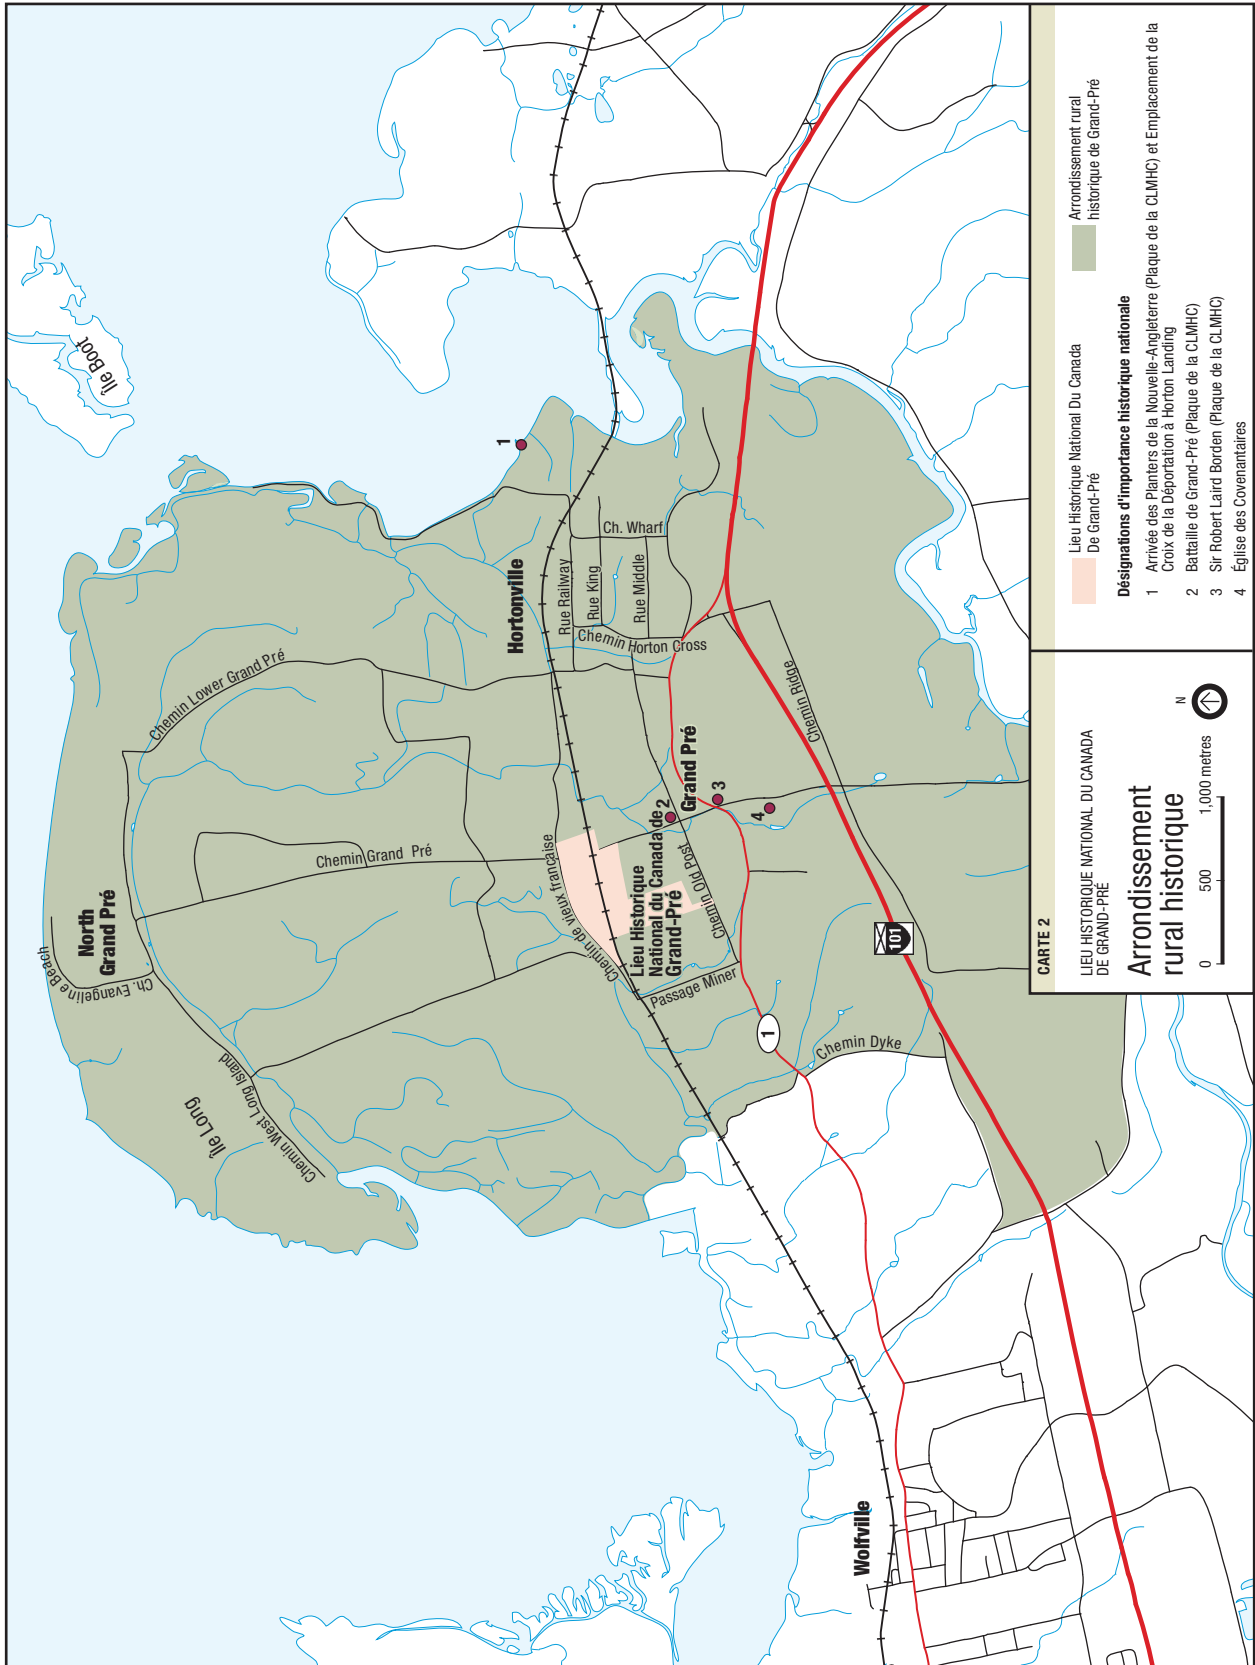 Île Boot
1
Hortonville
Rue Railway
Rue King
Rue Middle
Ch. Wharf
Chemin Horton Cross
Chemin Lower Grand Pré
Chemin Grand Pré
North
Grand Pré
Ch. Evangeline Beach
Île Long
Chemin West Long Island
Chemin de vieux française
Lieu Historique
National du Canada de
Grand-Pré
2
Grand Pré
3
4
Chemin Old Post
Passage Miner
Chemin Ridge
1
Chemin Dyke
101
Wolfville
CARTE 2
LIEU HISTORIQUE NATIONAL DU CANADA
DE GRAND-PRÉ
Arrondissement
rural historique
0 500 1,000 metres
N
Lieu Historique National Du Canada
De Grand-Pré
Arrondissement rural
historique de Grand-Pré
Désignations d'importance historique nationale
1 Arrivée des Planters de la Nouvelle-Angleterre (Plaque de la CLMHC) et Emplacement de la
Croix de la Déportation à Horton Landing
2 Battaille de Grand-Pré (Plaque de la CLMHC)
3 Sir Robert Laird Borden (Plaque de la CLMHC)
4 Église des Covenantaires